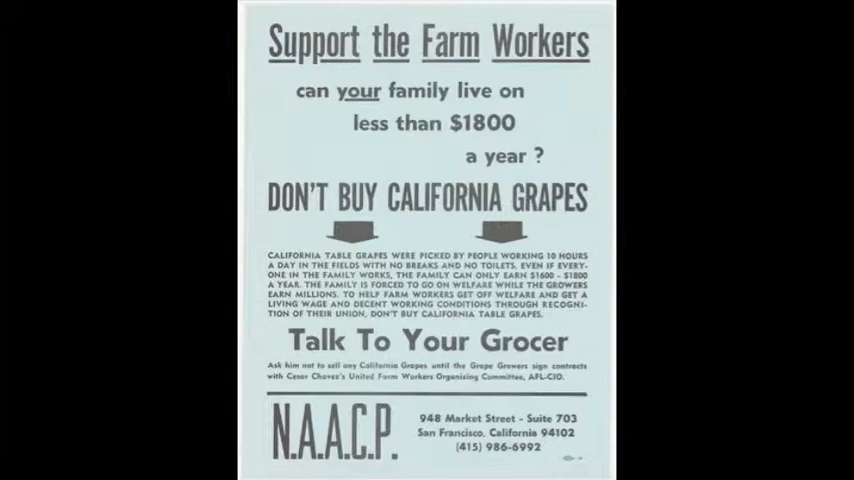 Support the Farm Workers
can your family live on
less than $1800
a year ?
DON'T BUY CALIFORNIA GRAPES
CALIFORNIA TABLE GRAPES WERE PICKED BY PEOPLE WORKING 10 HOURS
A DAY IN THE FIELDS WITH NO BREAKS AND NO TOILETS. EVEN IF EVERY-
ONE IN THE FAMILY WORKS, THE FAMILY CAN ONLY EARN $1600 - $1800
A YEAR. THE FAMILY IS FORCED TO GO ON WELFARE WHILE THE GROWERS
EARN MILLIONS. TO HELP FARM WORKERS GET OFF WELFARE AND GET A
LIVING WAGE AND DECENT WORKING CONDITIONS THROUGH RECOGNI-
TION OF THEIR UNION, DON'T BUY CALIFORNIA TABLE GRAPES.
Talk To Your Grocer
Ask him not to sell any California Grapes until the Grape Growers sign contracts
with Cesar Chavez's United Farm Workers Organizing Committee, AFL-CIO.
N.A.A.C.P.
948 Market Street - Suite 703
San Francisco, California 94102
(415) 986-6992